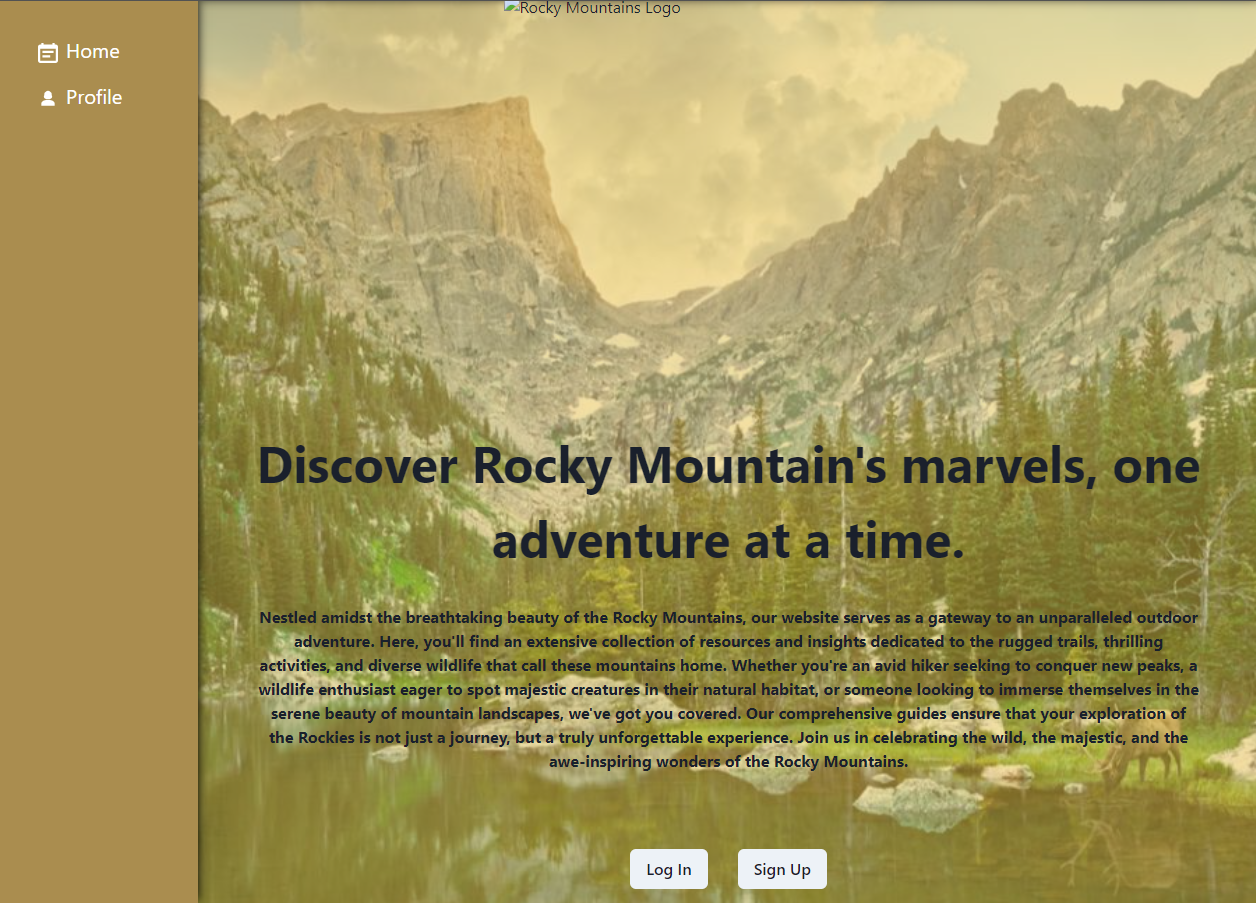 Rocky Mountains Logo
Home
Profile
Discover Rocky Mountain's marvels, one
adventure at a time.
Nestled amidst the breathtaking beauty of the Rocky Mountains, our website serves as a gateway to an unparalleled outdoor
adventure. Here, you'll find an extensive collection of resources and insights dedicated to the rugged trails, thrilling
activities, and diverse wildlife that call these mountains home. Whether you're an avid hiker seeking to conquer new peaks, a
wildlife enthusiast eager to spot majestic creatures in their natural habitat, or someone looking to immerse themselves in the
serene beauty of mountain landscapes, we've got you covered. Our comprehensive guides ensure that your exploration of
the Rockies is not just a journey, but a truly unforgettable experience. Join us in celebrating the wild, the majestic, and the
awe-inspiring wonders of the Rocky Mountains.
Log In
Sign Up